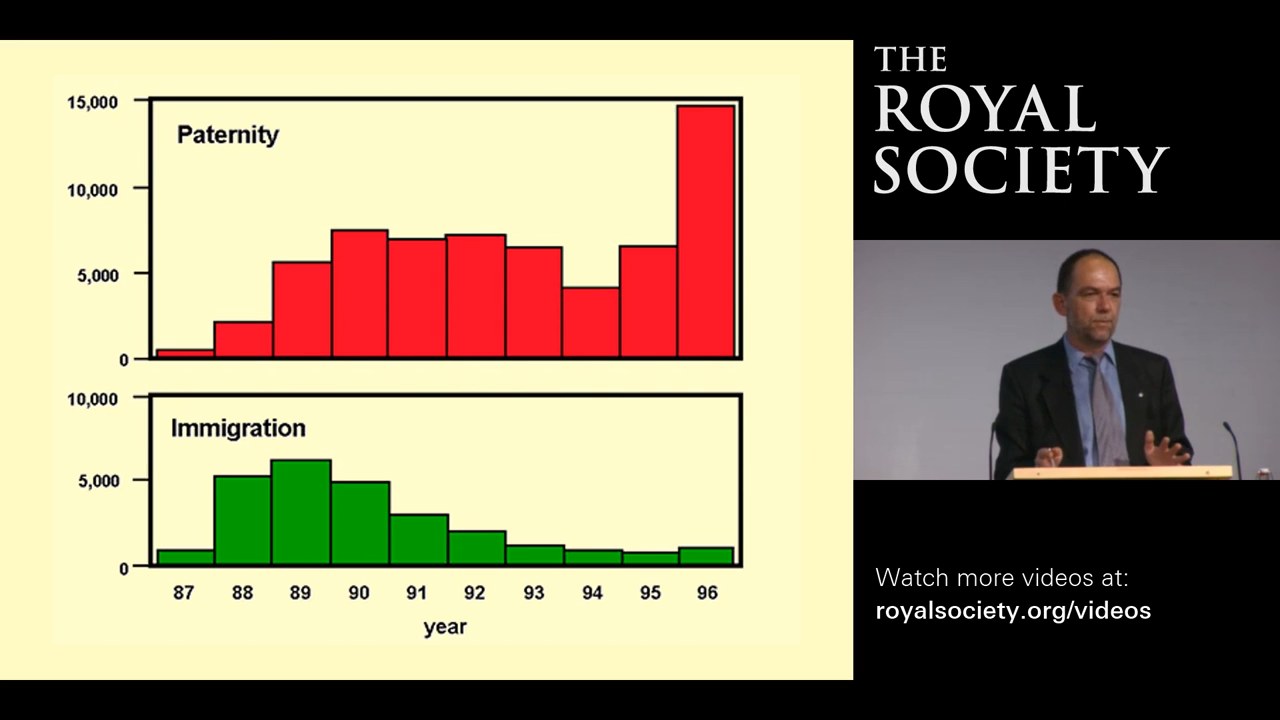 15,000
Paternity
10,000
5,000
0
10,000
Immigration
5,000
0
87 88 89 90 91 92 93 94 95 96
year
THE
ROYAL
SOCIETY
Watch more videos at:
royalsociety.org/videos